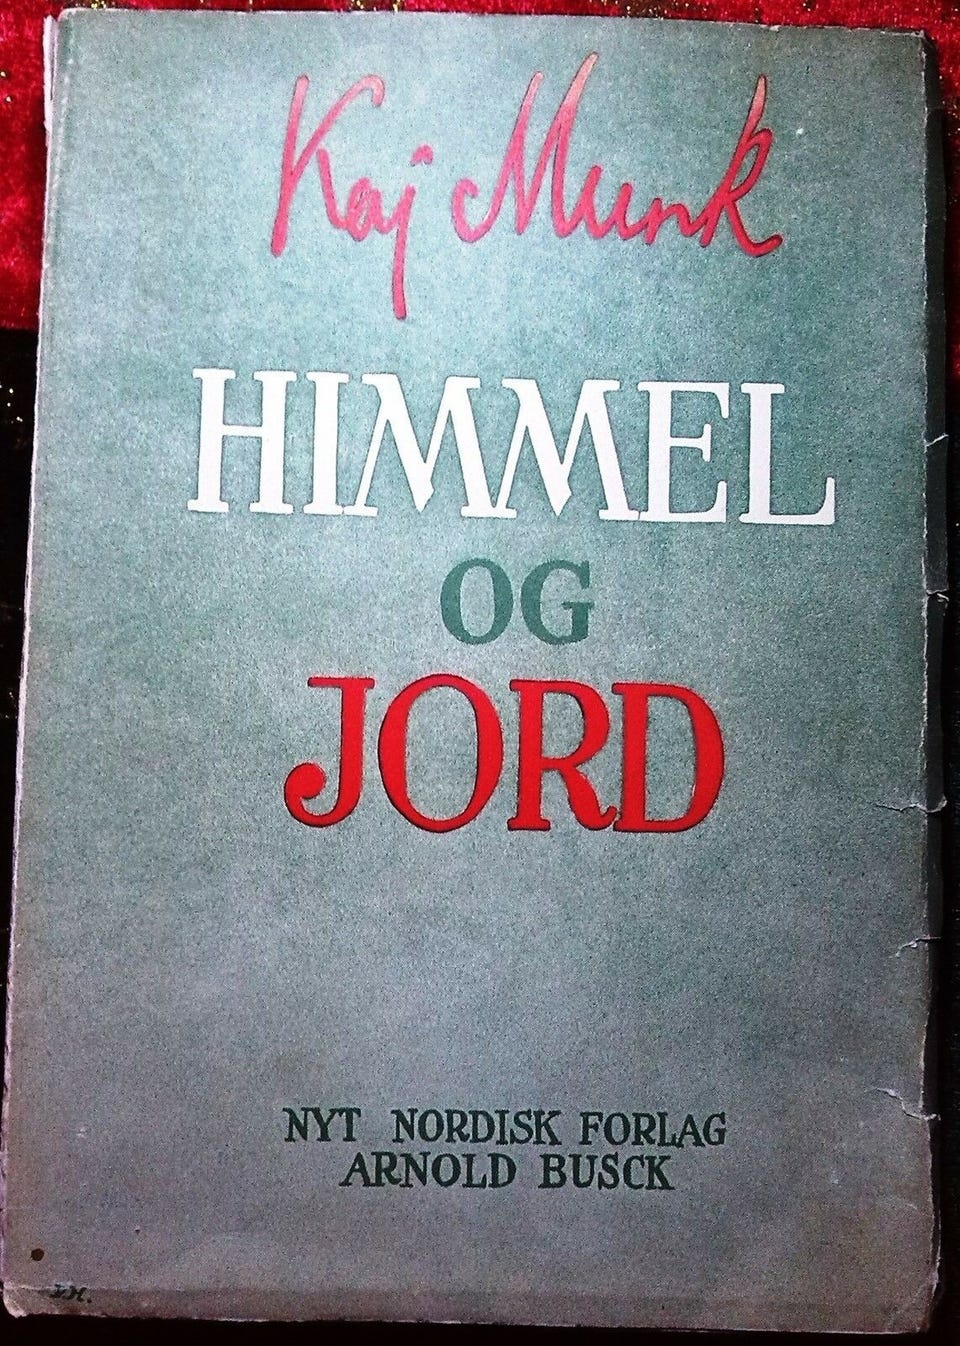 Kaj Munk
HIMMEL
OG
JORD
NYT NORDISK FORLAG
ARNOLD BUSCK